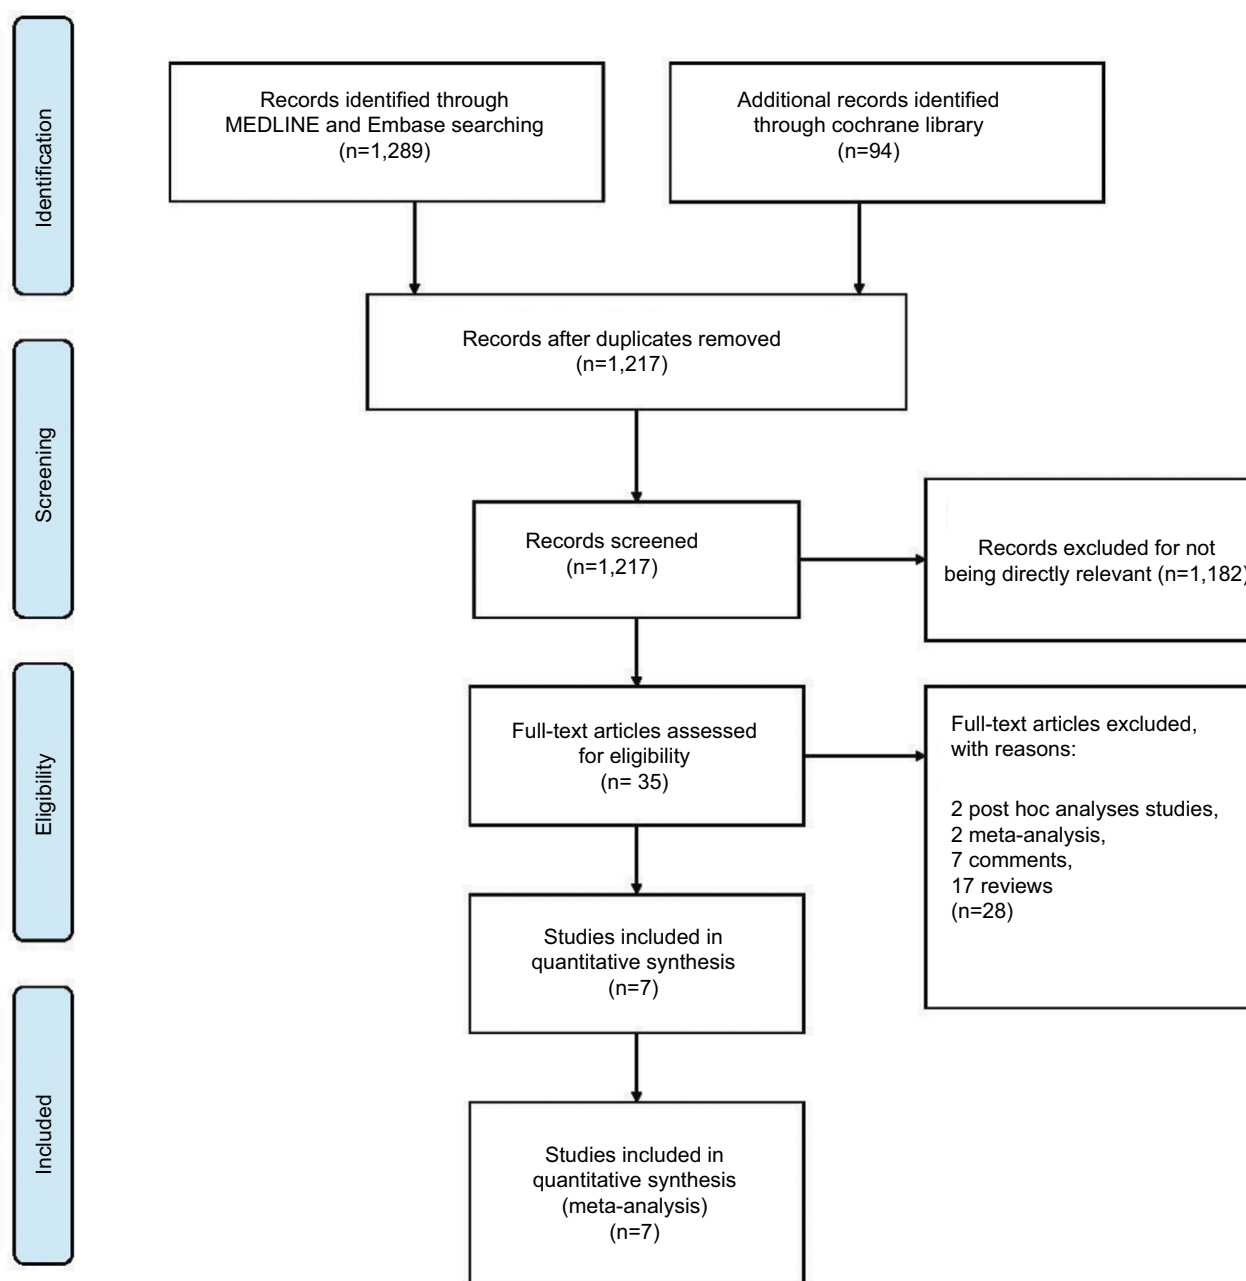 Identification
Records identified through
MEDLINE and Embase searching
(n=1,289)
Additional records identified
through cochrane library
(n=94)
Records after duplicates removed
(n=1,217)
Screening
Records screened
(n=1,217)
Records excluded for not
being directly relevant (n=1,182)
Eligibility
Full-text articles assessed
for eligibility
(n= 35)
Full-text articles excluded,
with reasons:
2 post hoc analyses studies,
2 meta-analysis,
7 comments,
17 reviews
(n=28)
Studies included in
quantitative synthesis
(n=7)
Included
Studies included in
quantitative synthesis
(meta-analysis)
(n=7)